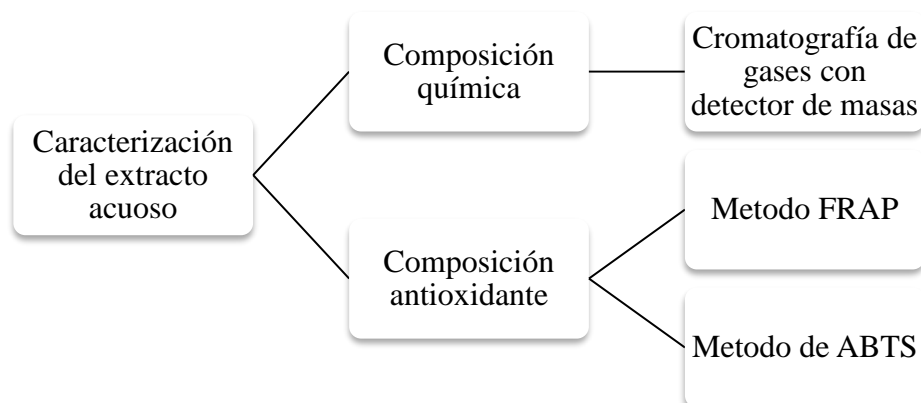 Caracterización
del extracto
acuoso
Composición
química
Cromatografía de
gases con
detector de masas
Composición
antioxidante
Metodo FRAP
Metodo de ABTS